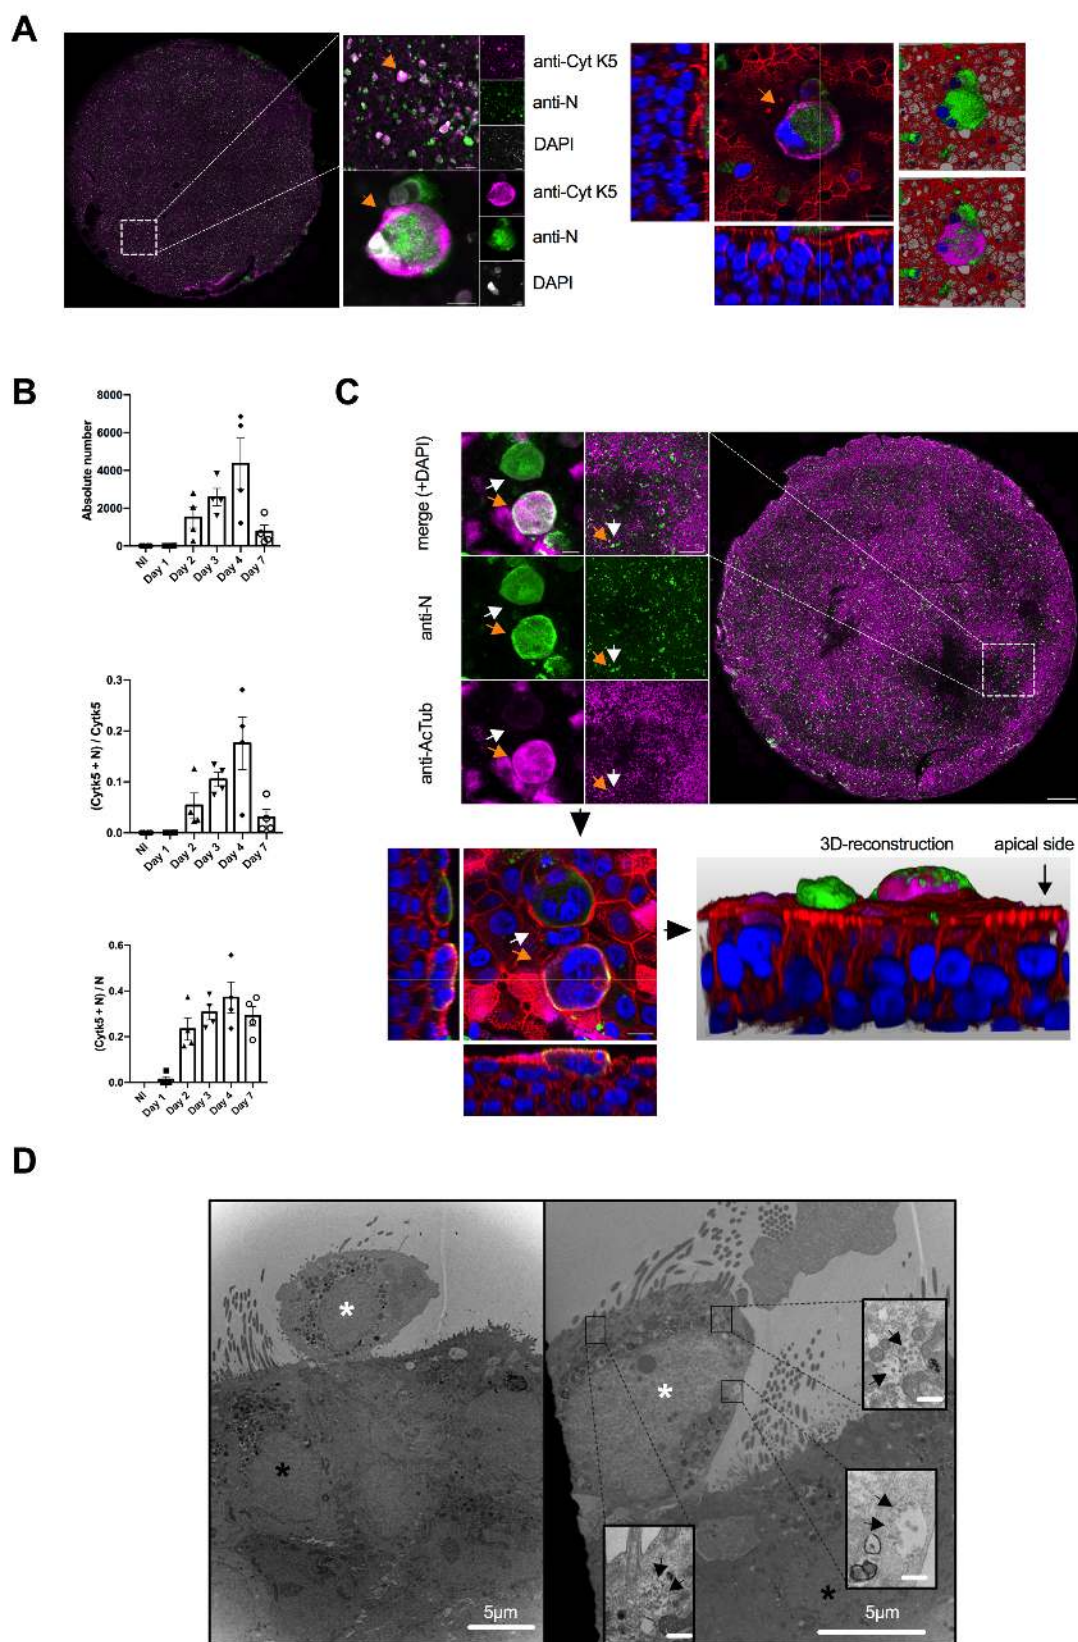 A
anti-Cyt K5
anti-N
DAPI
anti-Cyt K5
anti-N
DAPI
B
Absolute number
8000
6000
4000
2000
0
NI
Day 1
Day 2
Day 3
Day 4
Day 7
(Cytk5 + N) / Cytk5
0.3
0.2
0.1
0.0
NI
Day 1
Day 2
Day 3
Day 4
Day 7
(Cytk5 + N) / N
0.6
0.4
0.2
0.0
NI
Day 1
Day 2
Day 3
Day 4
Day 7
C
merge (+DAPI)
anti-N
anti-AcTub
3D-reconstruction
apical side
D
*
*
5µm
*
*
5µm